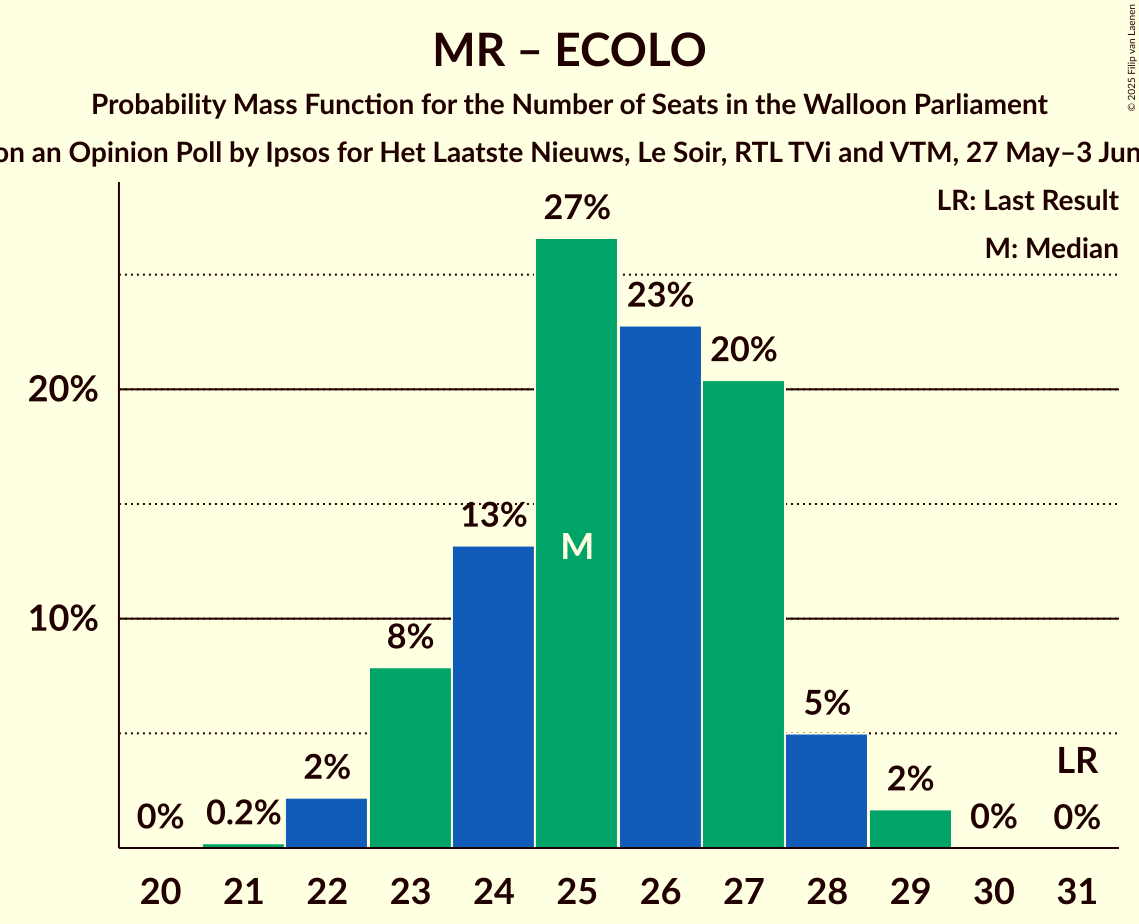 MR – ECOLO
Probability Mass Function for the Number of Seats in the Walloon Parliament
on an Opinion Poll by Ipsos for Het Laatste Nieuws, Le Soir, RTL TVi and VTM, 27 May–3 Jun
© 2025 Filip van Laenen
LR: Last Result
M: Median
27%
23%
20%
20%
13%
M
10%
8%
5%
LR
2%
2%
0%
0.2%
0%
0%
20 21 22 23 24 25 26 27 28 29 30 31